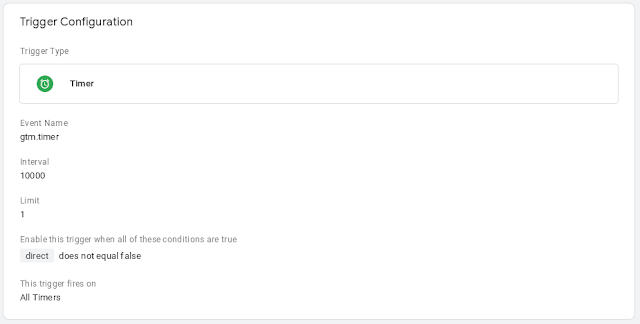 Trigger Configuration
Trigger Type
Timer
Event Name
gtm.timer
Interval
10000
Limit
1
Enable this trigger when all of these conditions are true
direct does not equal false
This trigger fires on
All Timers